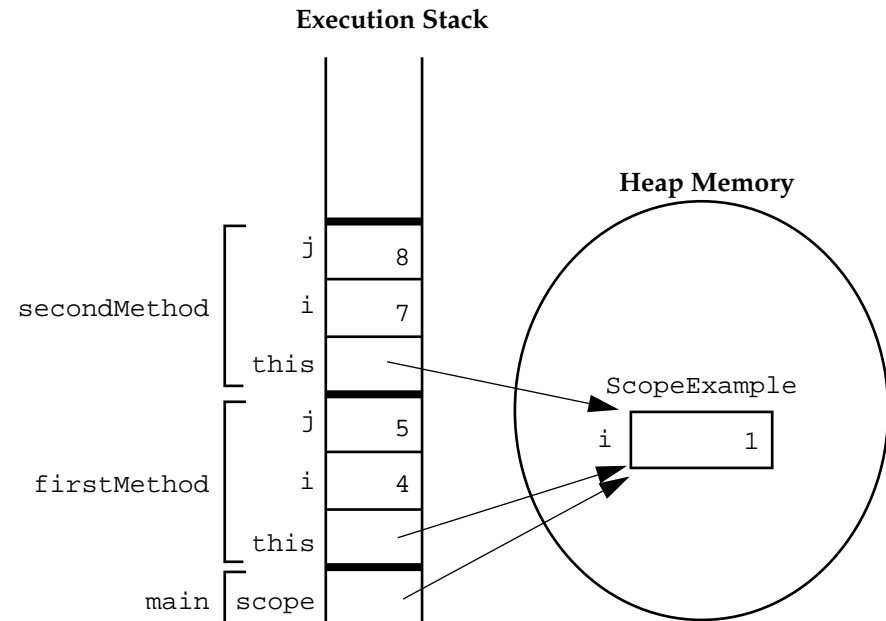 Execution Stack
Heap Memory
secondMethod
j 8
i 7
this
ScopeExample
i 1
firstMethod
j 5
i 4
this
main scope